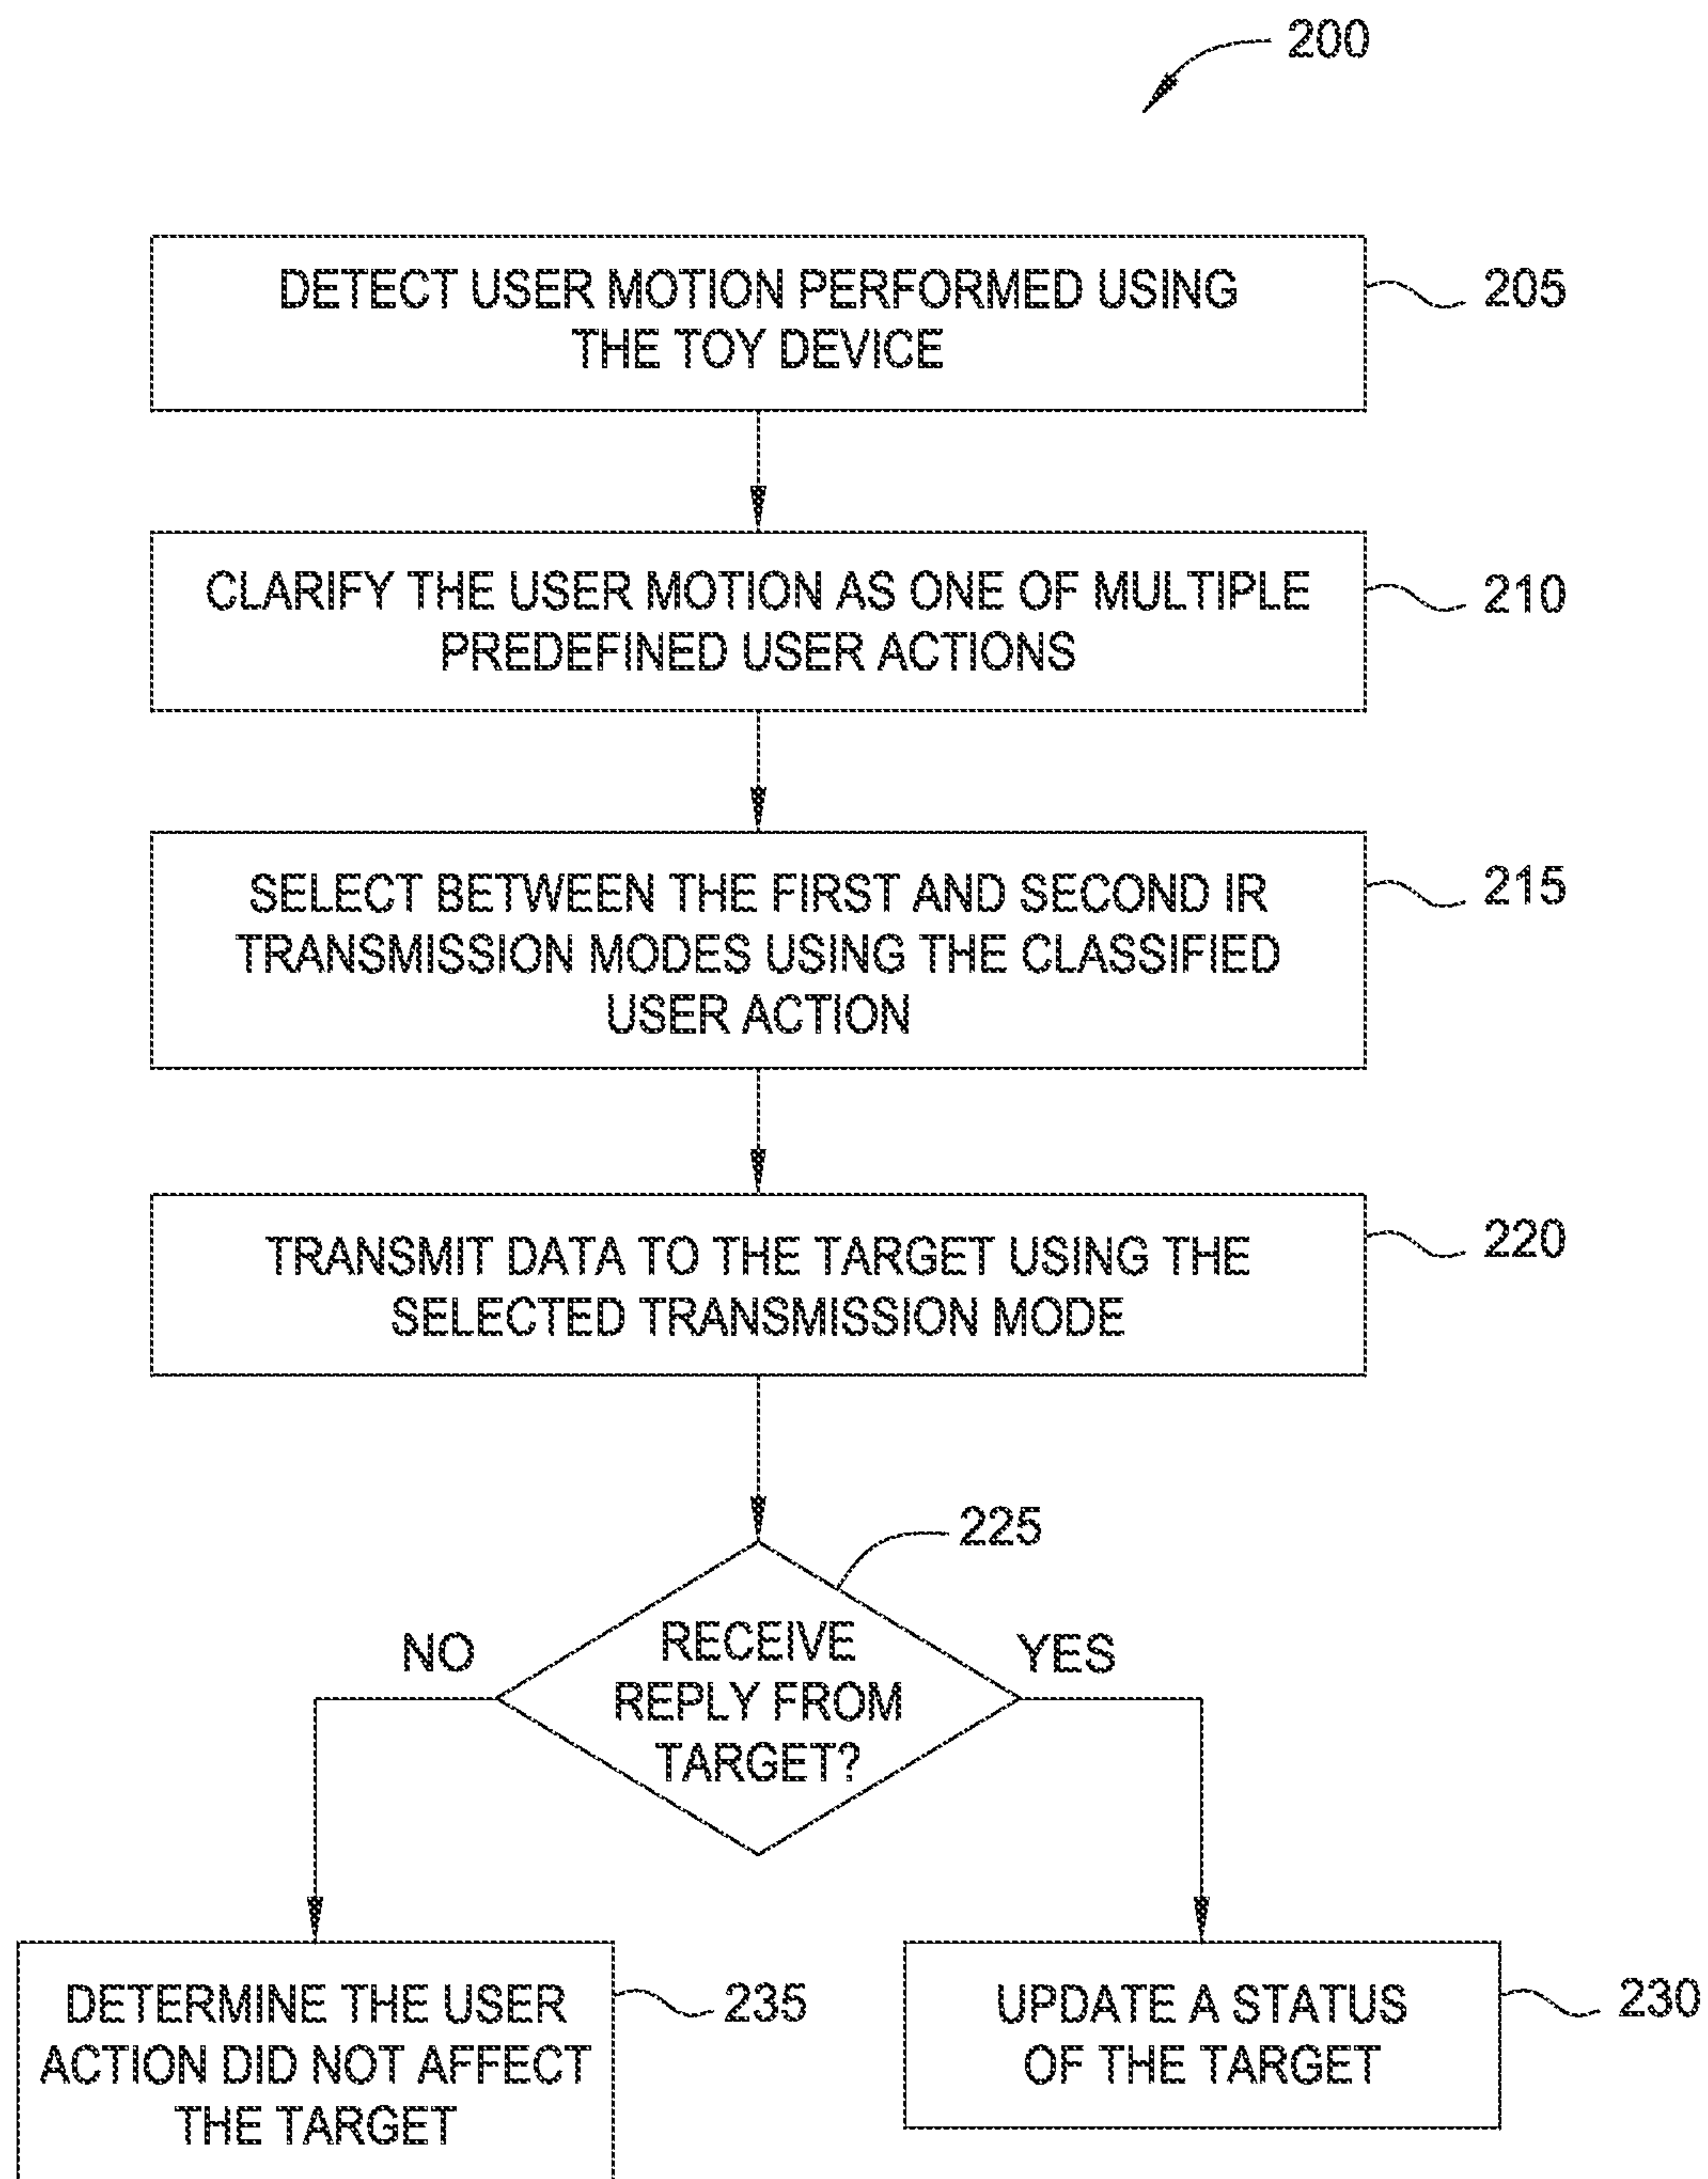 200
DETECT USER MOTION PERFORMED USING
THE TOY DEVICE
205
CLARIFY THE USER MOTION AS ONE OF MULTIPLE
PREDEFINED USER ACTIONS
210
SELECT BETWEEN THE FIRST AND SECOND IR
TRANSMISSION MODES USING THE CLASSIFIED
USER ACTION
215
TRANSMIT DATA TO THE TARGET USING THE
SELECTED TRANSMISSION MODE
220
225
RECEIVE
REPLY FROM
TARGET?
NO
YES
DETERMINE THE USER
ACTION DID NOT AFFECT
THE TARGET
235
UPDATE A STATUS
OF THE TARGET
230